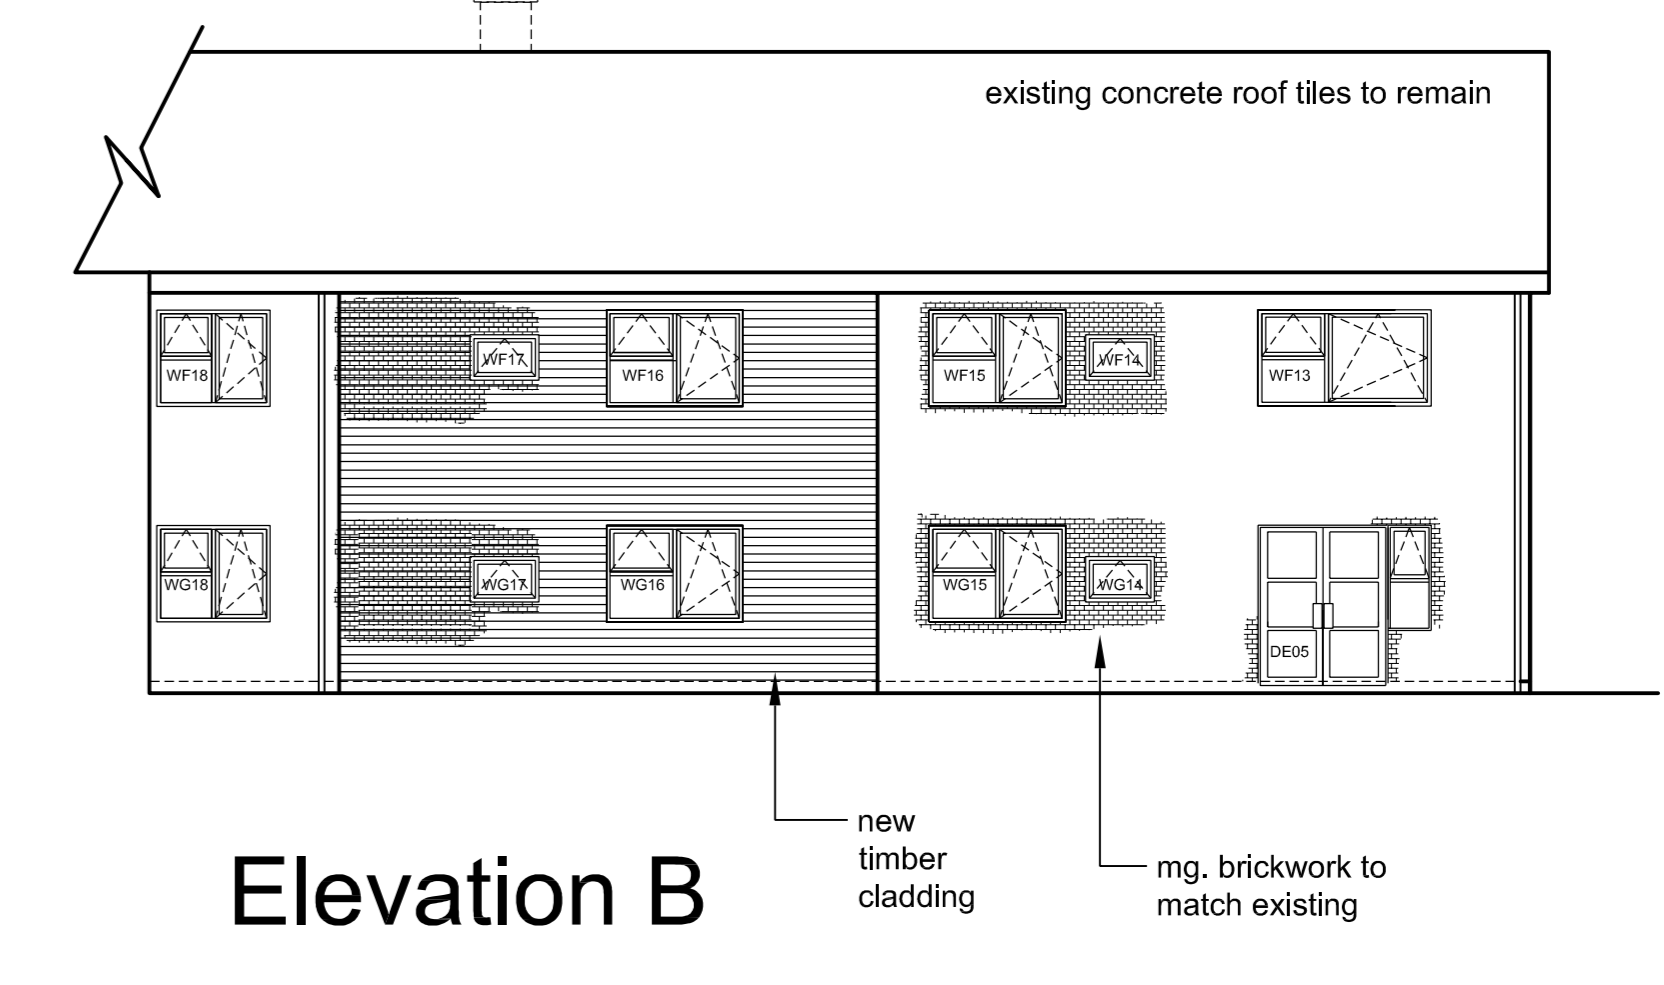 existing concrete roof tiles to remain
WF18
WF17
WF16
WF15
WF14
WF13
WG18
WG17
WG16
WG15
WG14
DE05
new
timber
cladding
mg. brickwork to
match existing
Elevation B